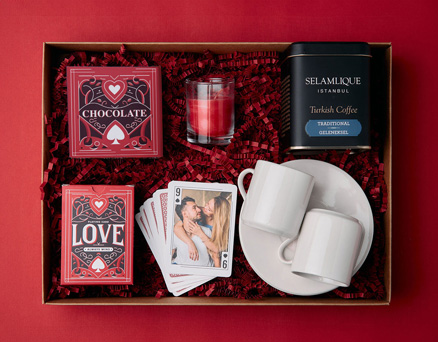 CHOCOLATE
SELAMLIQUE
ISTANBUL
Turkish Coffee
TRADITIONAL
GELENEKSEL
LOVE
9
9